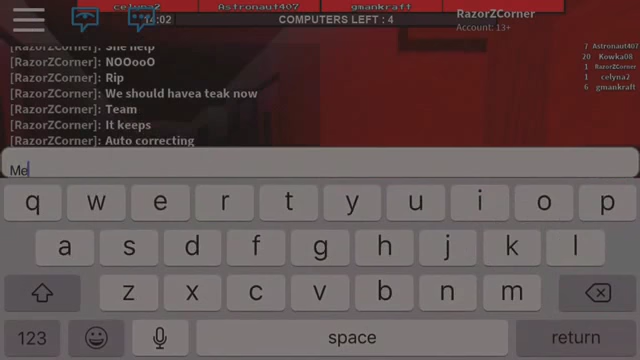 celyna2 Astronaut407 gmankraft
COMPUTERS LEFT : 4
RazorZCorner
Account: 13+
7 Astronaut407
20 Kowka08
1 RazorZCorner
1 celyna2
6 gmankraft
[RazorZCorner]: She help
[RazorZCorner]: NOOooO
[RazorZCorner]: Rip
[RazorZCorner]: We should havea teak now
[RazorZCorner]: Team
[RazorZCorner]: It keeps
[RazorZCorner]: Auto correcting
Me
q w e r t y u i o p
a s d f g h j k l
z x c v b n m
123 space return